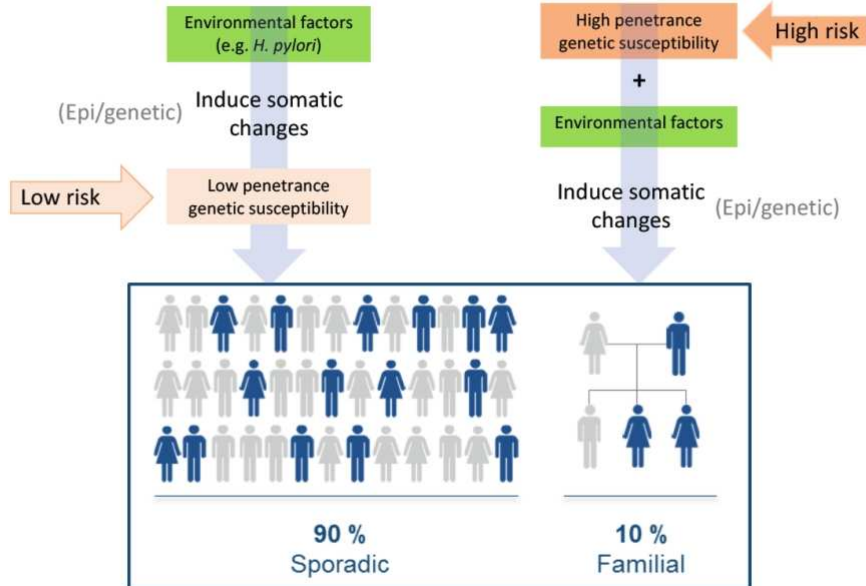 Environmental factors
(e.g. H. pylori)
(Epi/genetic)
Induce somatic
changes
Low risk
Low penetrance
genetic susceptibility
High penetrance
genetic susceptibility
High risk
+
Environmental factors
Induce somatic
changes
(Epi/genetic)
90 %
Sporadic
10 %
Familial